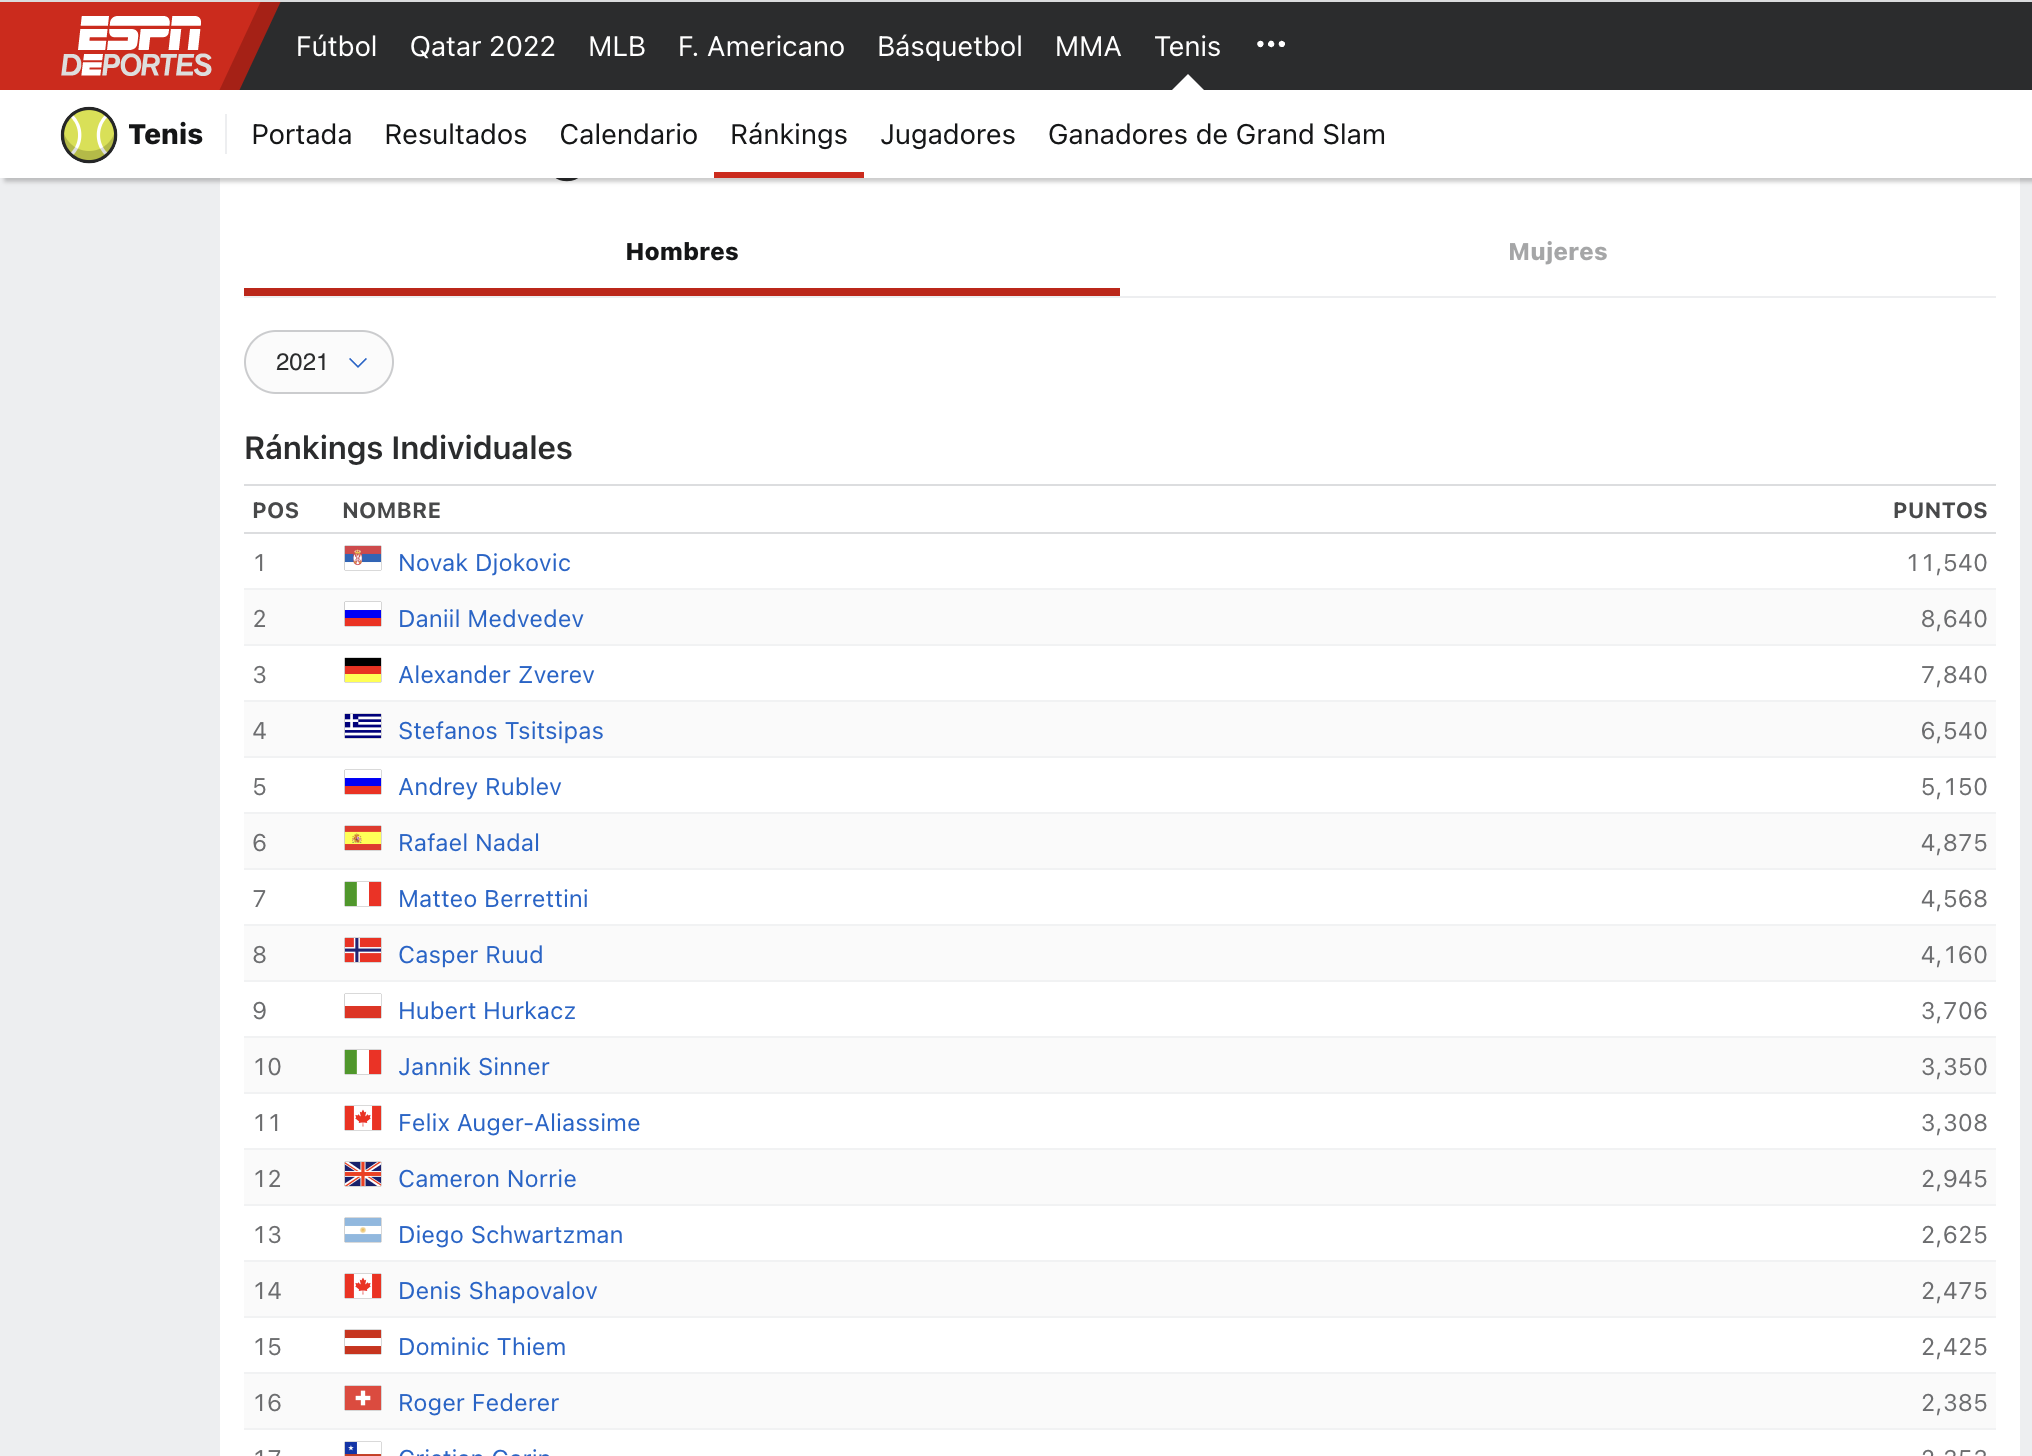 ESPN
DEPORTES
Fútbol Qatar 2022 MLB F. Americano Básquetbol MMA Tenis •••
Tenis Portada Resultados Calendario Ránkings Jugadores Ganadores de Grand Slam
Hombres Mujeres
2021
Ránkings Individuales
POS NOMBRE PUNTOS
1 Novak Djokovic 11,540
2 Daniil Medvedev 8,640
3 Alexander Zverev 7,840
4 Stefanos Tsitsipas 6,540
5 Andrey Rublev 5,150
6 Rafael Nadal 4,875
7 Matteo Berrettini 4,568
8 Casper Ruud 4,160
9 Hubert Hurkacz 3,706
10 Jannik Sinner 3,350
11 Felix Auger-Aliassime 3,308
12 Cameron Norrie 2,945
13 Diego Schwartzman 2,625
14 Denis Shapovalov 2,475
15 Dominic Thiem 2,425
16 Roger Federer 2,385